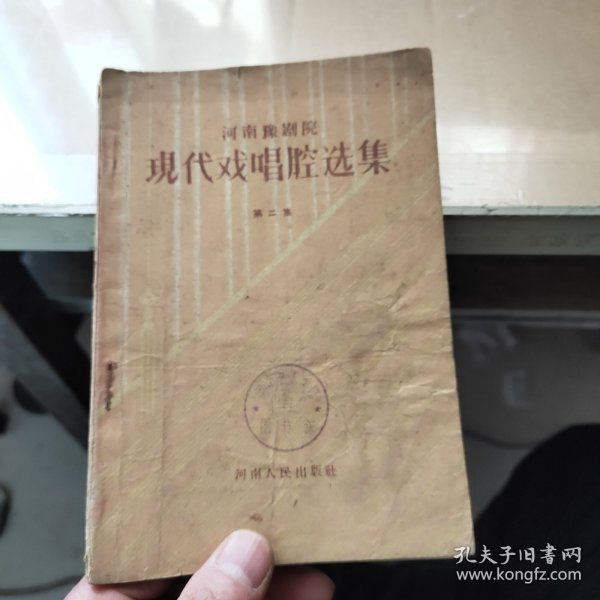 河南豫剧院
現代戏唱腔选集
第二集
河南人民出版社
孔夫子旧书网
www.kongfz.com